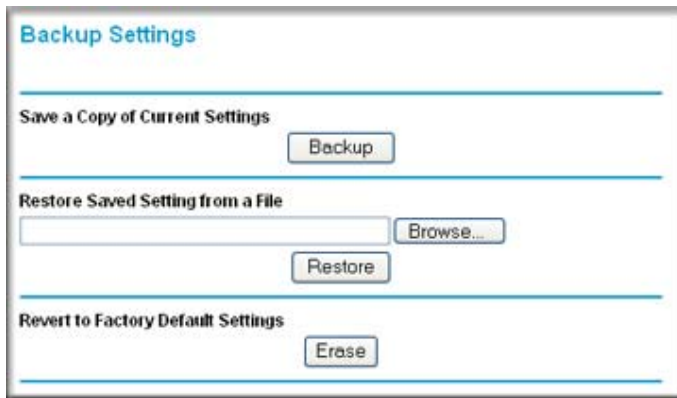 Backup Settings
Save a Copy of Current Settings
Backup
Restore Saved Setting from a File
Browse...
Restore
Revert to Factory Default Settings
Erase